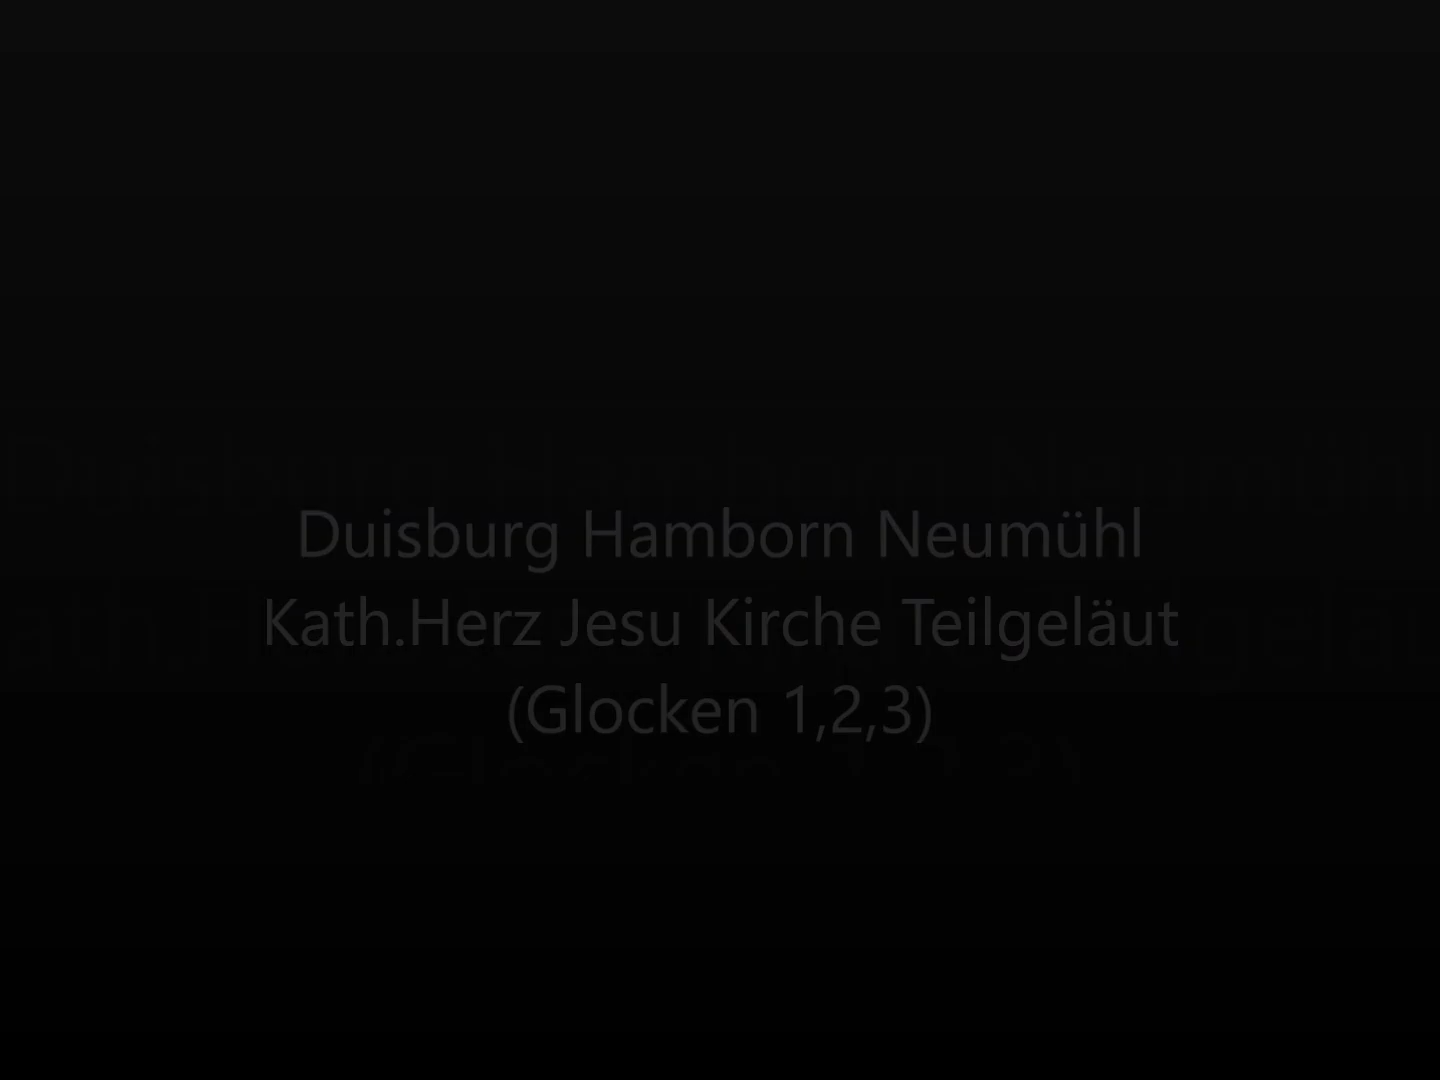 Duisburg Hamborn Neumühl
Kath.Herz Jesu Kirche Teilgeläut
(Glocken 1,2,3)